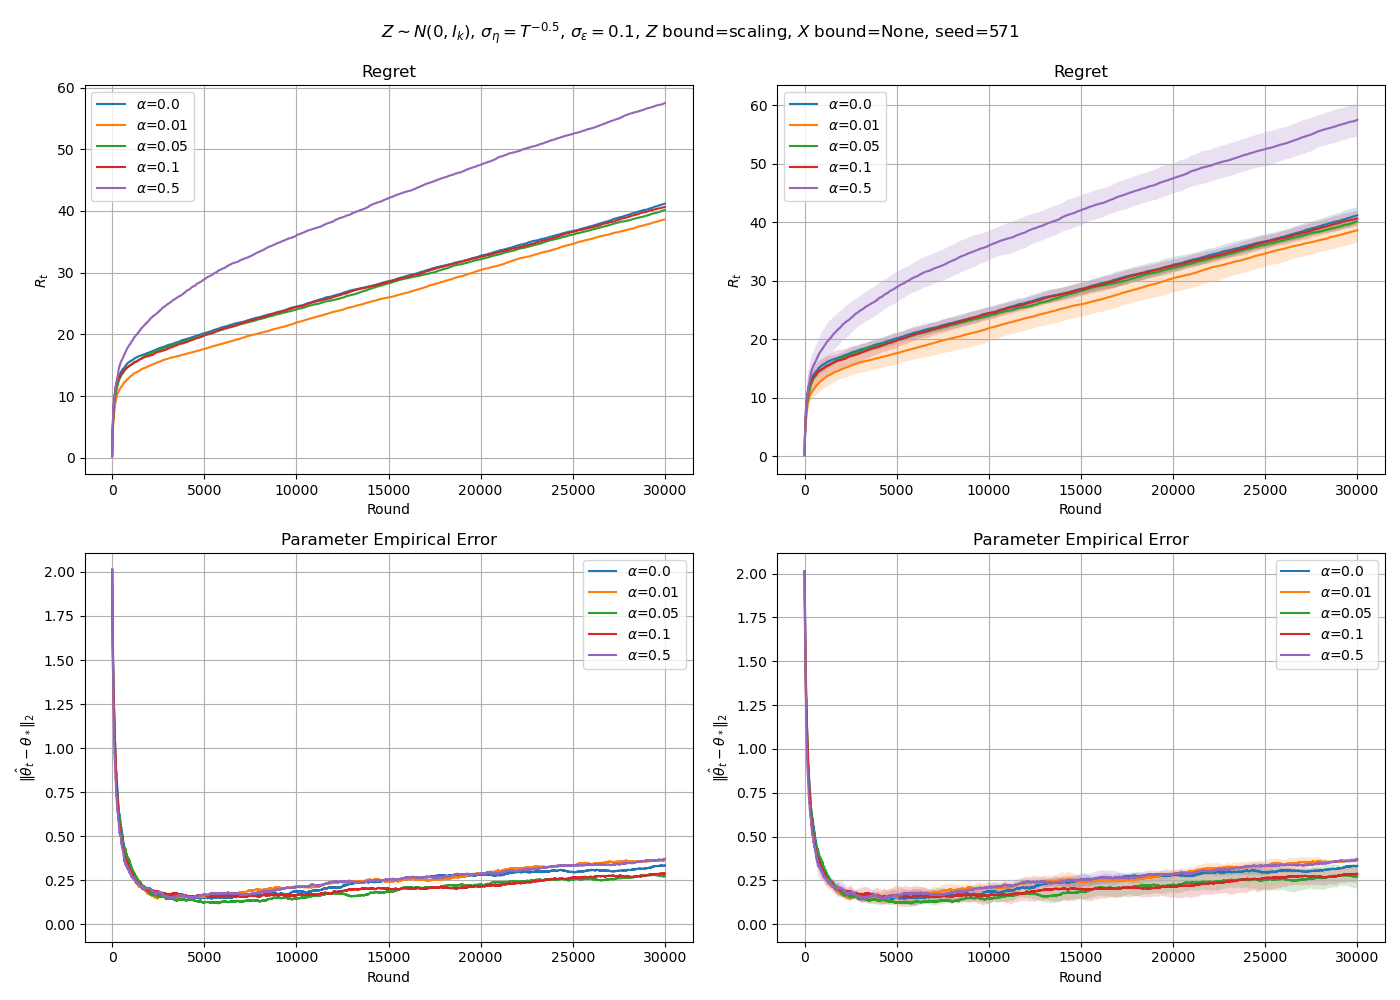 Z ~ N(0, I_k), σ_η = T^{−0.5}, σ_ε = 0.1, Z bound=scaling, X bound=None, seed=571
Regret
60
50
40
30
20
10
0
R_t
α=0.0
α=0.01
α=0.05
α=0.1
α=0.5
0 5000 10000 15000 20000 25000 30000
Round
Regret
60
50
40
30
20
10
0
R_t
α=0.0
α=0.01
α=0.05
α=0.1
α=0.5
0 5000 10000 15000 20000 25000 30000
Round
Parameter Empirical Error
2.00
1.75
1.50
1.25
1.00
0.75
0.50
0.25
0.00
‖θ̂_t − θ_*‖₂
α=0.0
α=0.01
α=0.05
α=0.1
α=0.5
0 5000 10000 15000 20000 25000 30000
Round
Parameter Empirical Error
2.00
1.75
1.50
1.25
1.00
0.75
0.50
0.25
0.00
‖θ̂_t − θ_*‖₂
α=0.0
α=0.01
α=0.05
α=0.1
α=0.5
0 5000 10000 15000 20000 25000 30000
Round